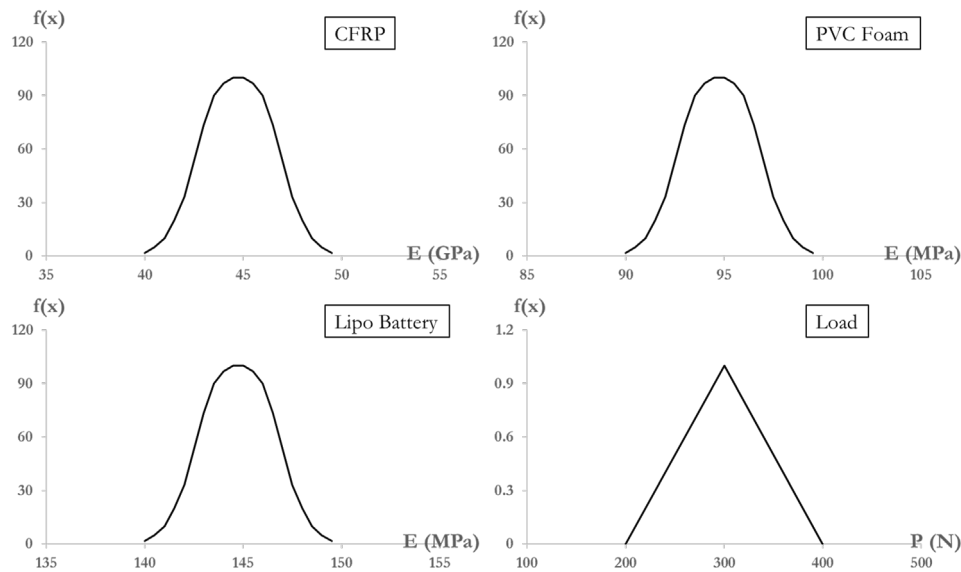 f(x)
CFRP
120
90
60
30
0
E (GPa)
35 40 45 50 55
f(x)
PVC Foam
120
90
60
30
0
E (MPa)
85 90 95 100 105
f(x)
Lipo Battery
120
90
60
30
0
E (MPa)
135 140 145 150 155
f(x)
Load
1.2
0.9
0.6
0.3
0
P (N)
100 200 300 400 500